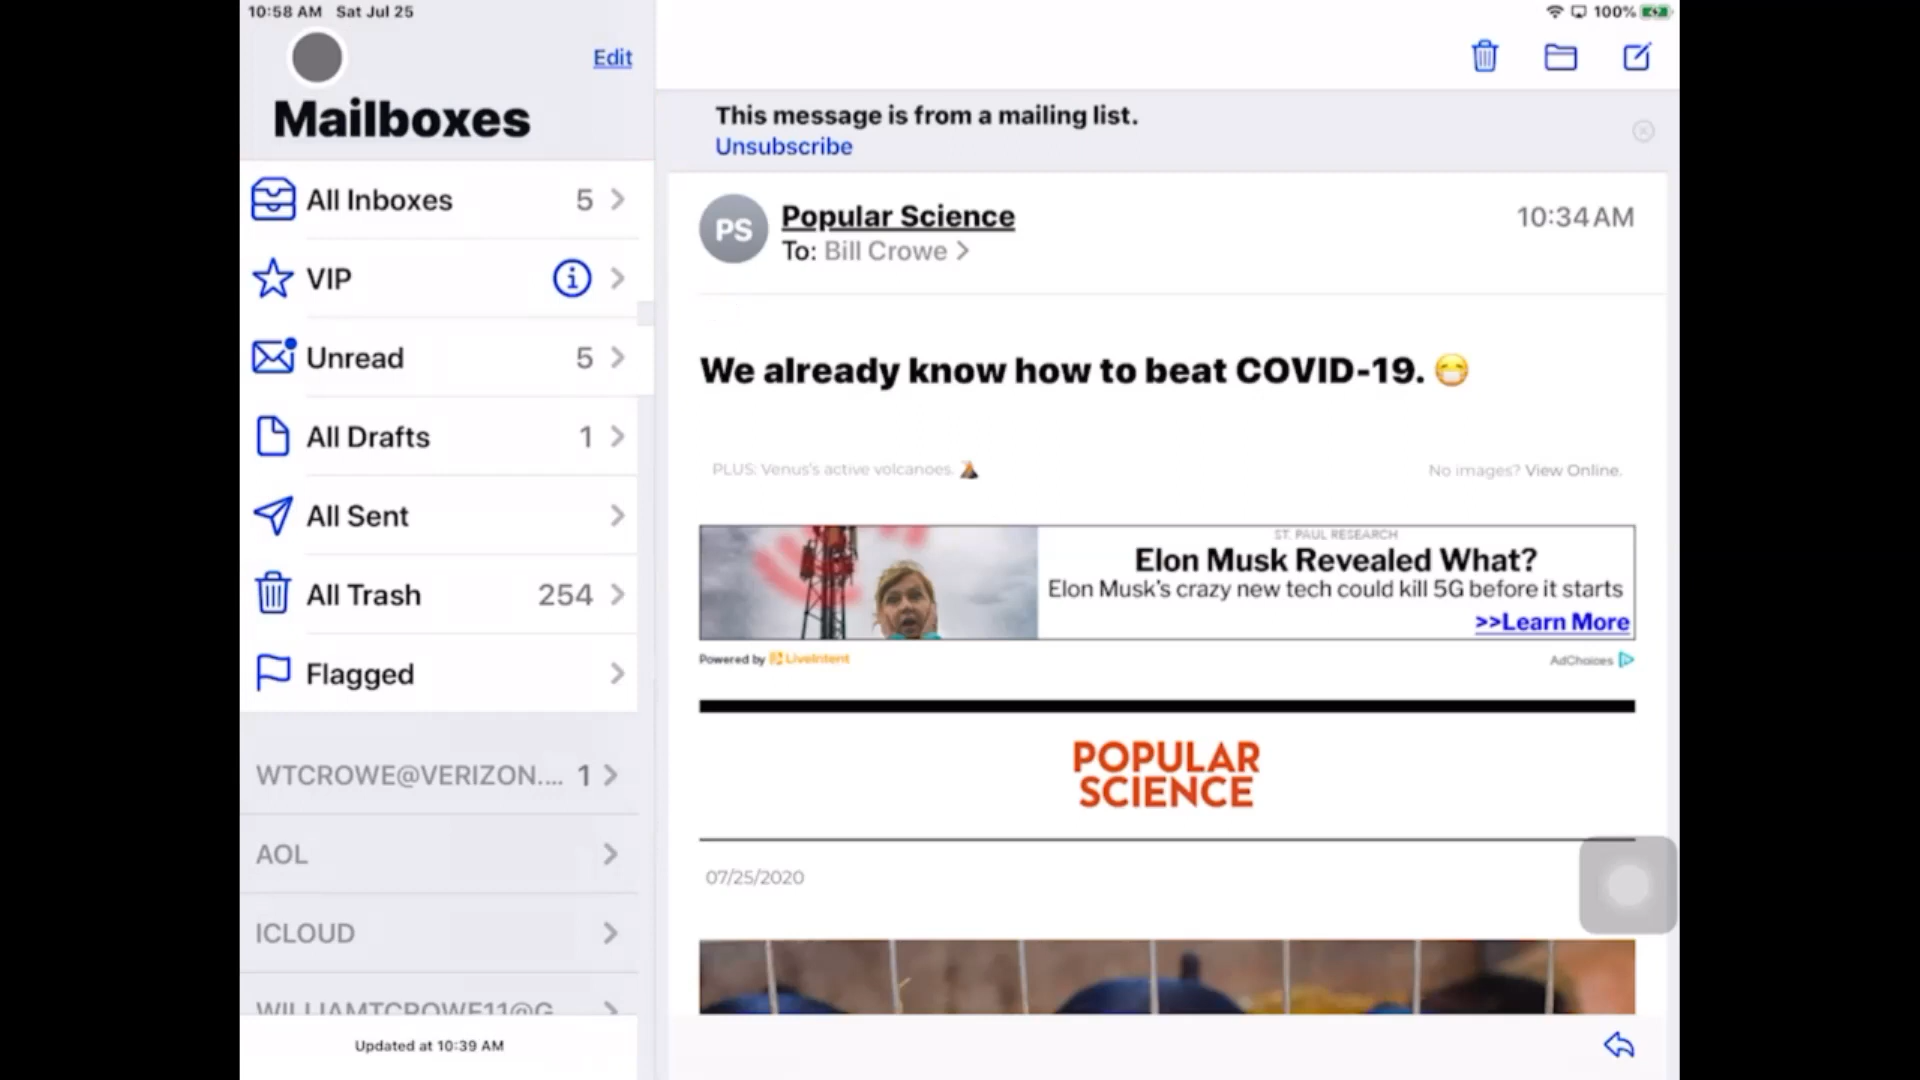 10:58 AM Sat Jul 25
100%
Edit
Mailboxes
All Inboxes 5
VIP
Unread 5
All Drafts 1
All Sent
All Trash 254
Flagged
WTCROWE@VERIZON.... 1
AOL
ICLOUD
WILLIAMTCROWE11@G
Updated at 10:39 AM
This message is from a mailing list.
Unsubscribe
PS
Popular Science
10:34 AM
To: Bill Crowe
We already know how to beat COVID-19. 😷
PLUS: Venus's active volcanoes. 🌋
No images? View Online.
ST. PAUL RESEARCH
Elon Musk Revealed What?
Elon Musk's crazy new tech could kill 5G before it starts
>>Learn More
Powered by LiveIntent
AdChoices
POPULAR
SCIENCE
07/25/2020